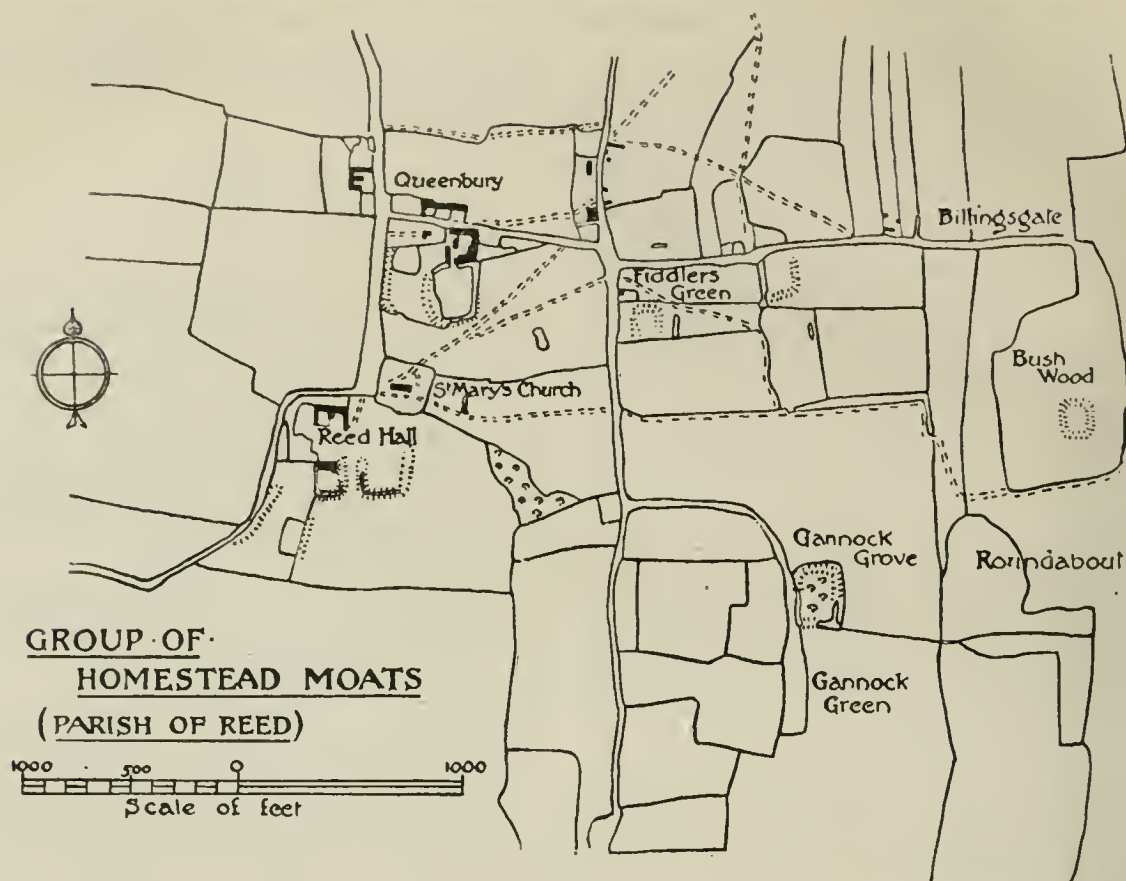 Queenbury
Billingsgate
Fiddlers
Green
Bush
Wood
St Mary's Church
Reed Hall
Gannock
Grove
Roundabout
GROUP · OF ·
HOMESTEAD MOATS
(PARISH OF REED)
Gannock
Green
1000 500 0 1000
Scale of feet